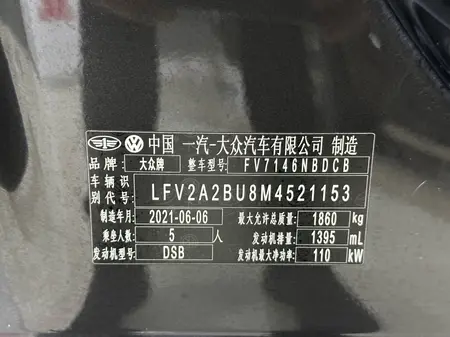 中国 一汽-大众汽车有限公司 制造
品牌: 大众牌 整车型号: FV7146NBDCB
车辆识别代号: LFV2A2BU8M4521153
制造年月: 2021-06-06 最大允许总质量: 1860 kg
乘坐人数: 5 人 发动机排量: 1395 mL
发动机型号: DSB 发动机最大净功率: 110 kW